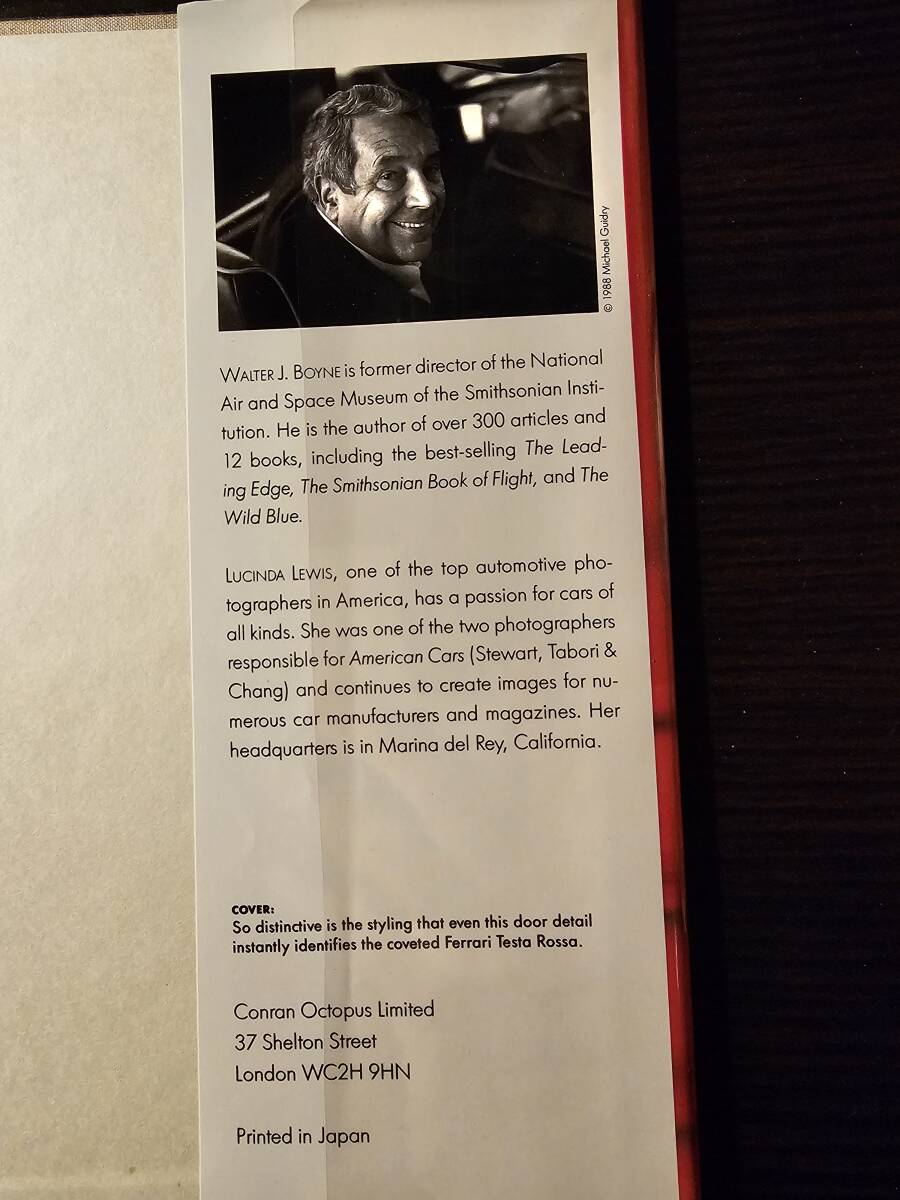 © 1988 Michael Guidry
WALTER J. BOYNE is former director of the National
Air and Space Museum of the Smithsonian Insti-
tution. He is the author of over 300 articles and
12 books, including the best-selling The Lead-
ing Edge, The Smithsonian Book of Flight, and The
Wild Blue.
LUCINDA LEWIS, one of the top automotive pho-
tographers in America, has a passion for cars of
all kinds. She was one of the two photographers
responsible for American Cars (Stewart, Tabori &
Chang) and continues to create images for nu-
merous car manufacturers and magazines. Her
headquarters is in Marina del Rey, California.
COVER:
So distinctive is the styling that even this door detail
instantly identifies the coveted Ferrari Testa Rossa.
Conran Octopus Limited
37 Shelton Street
London WC2H 9HN
Printed in Japan